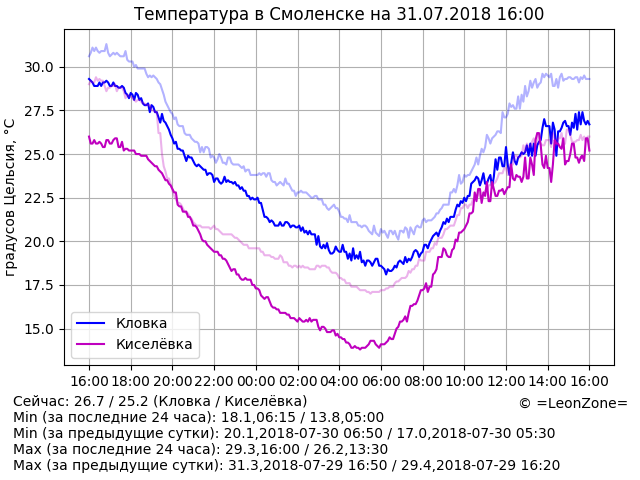 Температура в Смоленске на 31.07.2018 16:00
градусов Цельсия, °C
30.0
27.5
25.0
22.5
20.0
17.5
15.0
Кловка
Киселёвка
16:00 18:00 20:00 22:00 00:00 02:00 04:00 06:00 08:00 10:00 12:00 14:00 16:00
Сейчас: 26.7 / 25.2 (Кловка / Киселёвка)
© =LeonZone=
Min (за последние 24 часа): 18.1,06:15 / 13.8,05:00
Min (за предыдущие сутки): 20.1,2018-07-30 06:50 / 17.0,2018-07-30 05:30
Max (за последние 24 часа): 29.3,16:00 / 26.2,13:30
Max (за предыдущие сутки): 31.3,2018-07-29 16:50 / 29.4,2018-07-29 16:20